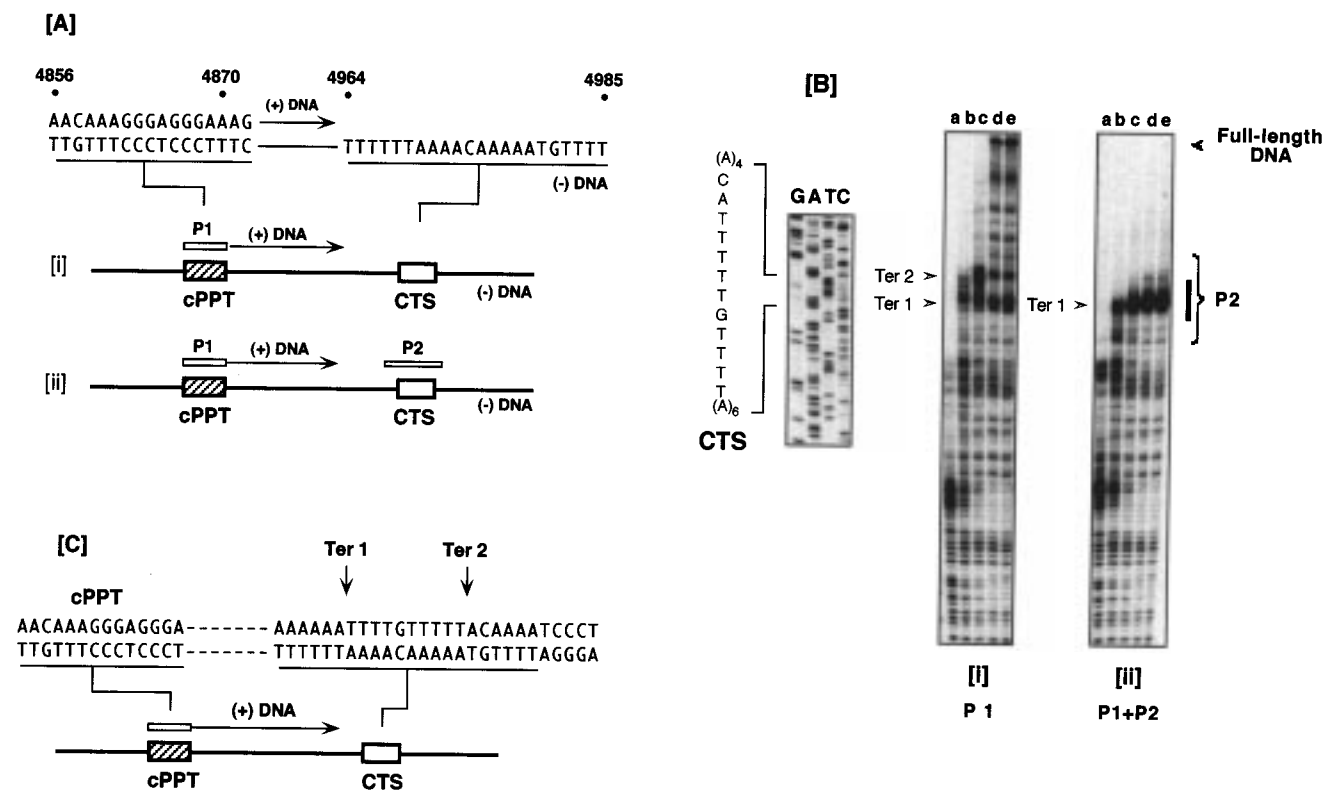 [A]
4856 4870 4964 4985
AACAAAGGGAGGGAAAG (+) DNA
TTGTTTCCCTCCCTTTC TTTTTTAAAACAAAAATGTTTT
(-) DNA
P1 (+) DNA
[i]
cPPT CTS (-) DNA
P1 (+) DNA P2
[ii]
cPPT CTS (-) DNA
[B]
(A)4
C
A
T
T
T
T
T
G
T
T
T
T
(A)6
CTS
GATC
a b c d e
Ter 2
Ter 1
[i]
P 1
a b c d e
Full-length
DNA
Ter 1
P2
[ii]
P1+P2
[C]
Ter 1 Ter 2
cPPT
AACAAAGGGAGGGA--------AAAAAATTTTGTTTTTACAAAATCCCT
TTGTTTCCCTCCCT--------TTTTTTAAAACAAAAATGTTTTAGGGA
(+) DNA
cPPT CTS